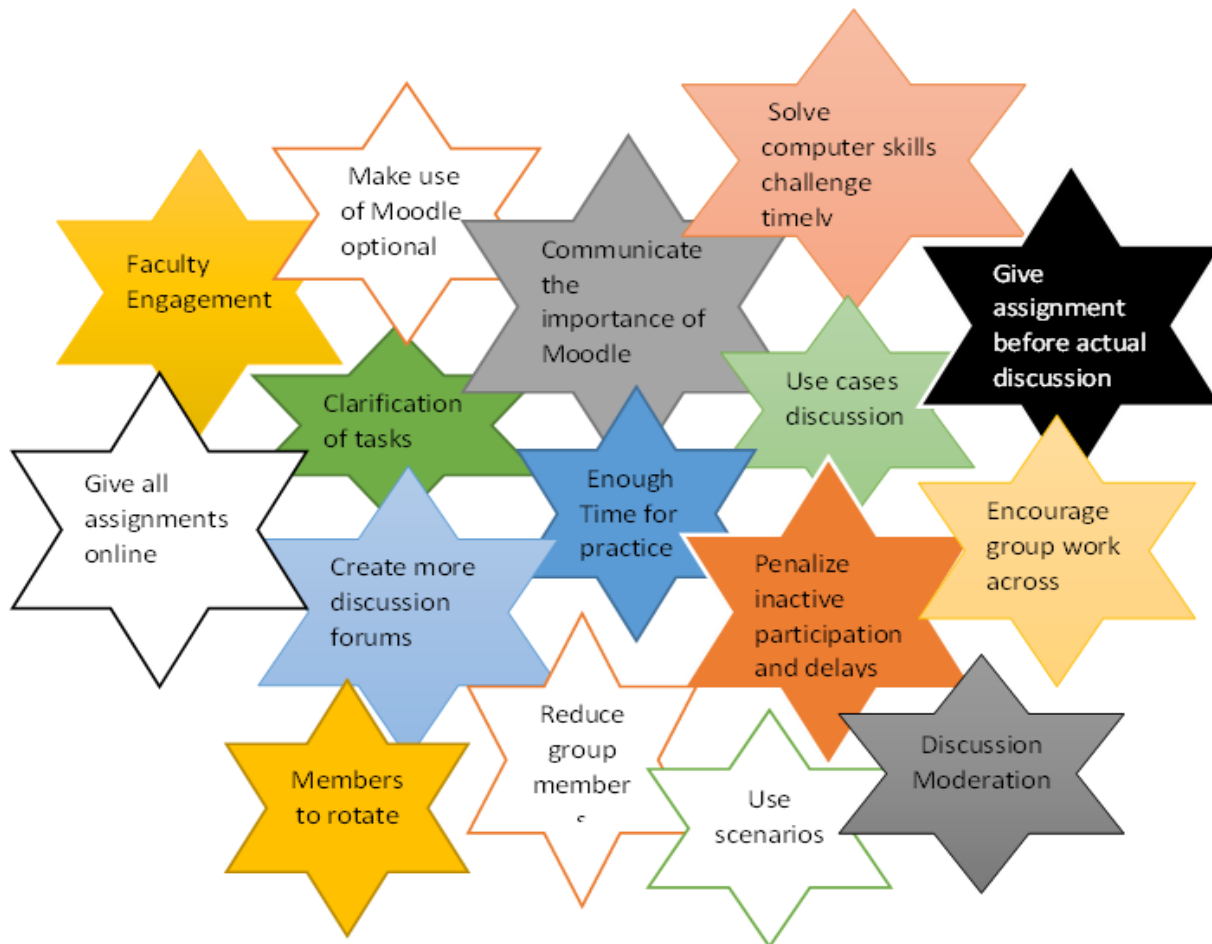 Solve
computer skills
challenge
timely
Make use
of Moodle
optional
Faculty
Engagement
Communicate
the
importance of
Moodle
Give
assignment
before actual
discussion
Use cases
discussion
Clarification
of tasks
Give all
assignments
online
Enough
Time for
practice
Encourage
group work
across
Create more
discussion
forums
Penalize
inactive
participation
and delays
Reduce
group
member
s
Discussion
Moderation
Members
to rotate
Use
scenarios